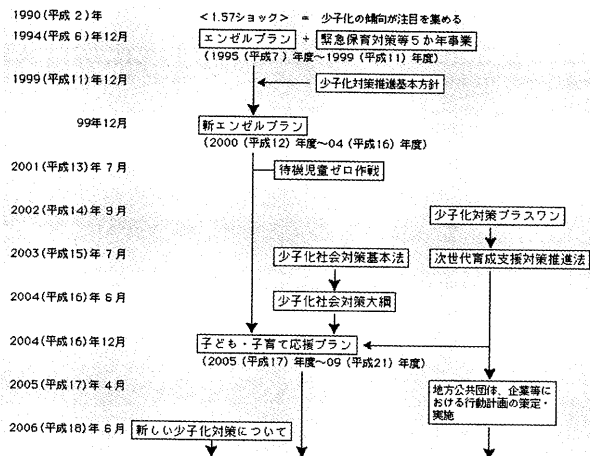 1990(平成2)年 <1.57ショック> = 少子化の傾向が注目を集める
1994(平成6)年12月 エンゼルプラン + 緊急保育対策等5か年事業
(1995(平成7)年度~1999(平成11)年度)
1999(平成11)年12月 少子化対策推進基本方針
99年12月 新エンゼルプラン
(2000(平成12)年度~04(平成16)年度)
2001(平成13)年7月 待機児童ゼロ作戦
2002(平成14)年9月 少子化対策プラスワン
2003(平成15)年7月 少子化社会対策基本法 次世代育成支援対策推進法
2004(平成16)年6月 少子化社会対策大綱
2004(平成16)年12月 子ども・子育て応援プラン
(2005(平成17)年度~09(平成21)年度)
2005(平成17)年4月 地方公共団体、企業等に
おける行動計画の策定・
実施
2006(平成18)年6月 新しい少子化対策について